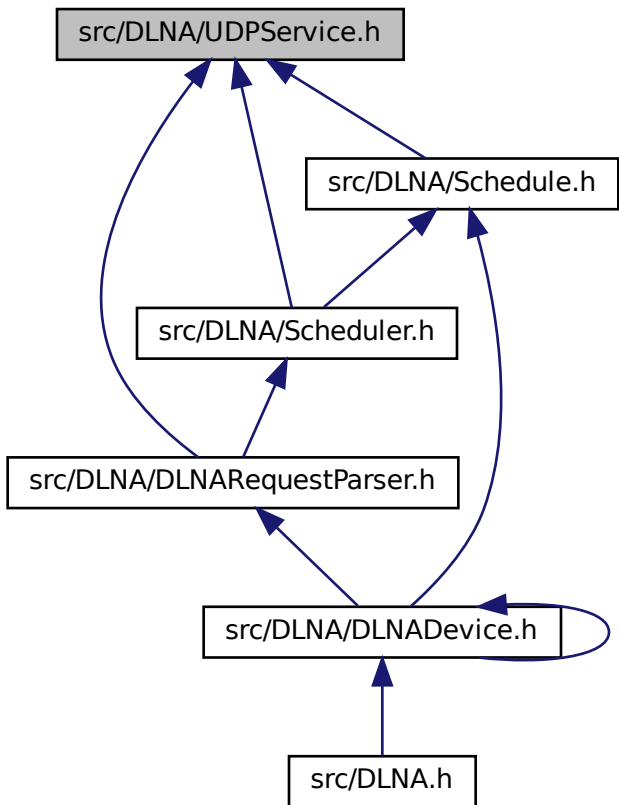 src/DLNA/UDPService.h
src/DLNA/Schedule.h
src/DLNA/Scheduler.h
src/DLNA/DLNARequestParser.h
src/DLNA/DLNADevice.h
src/DLNA.h